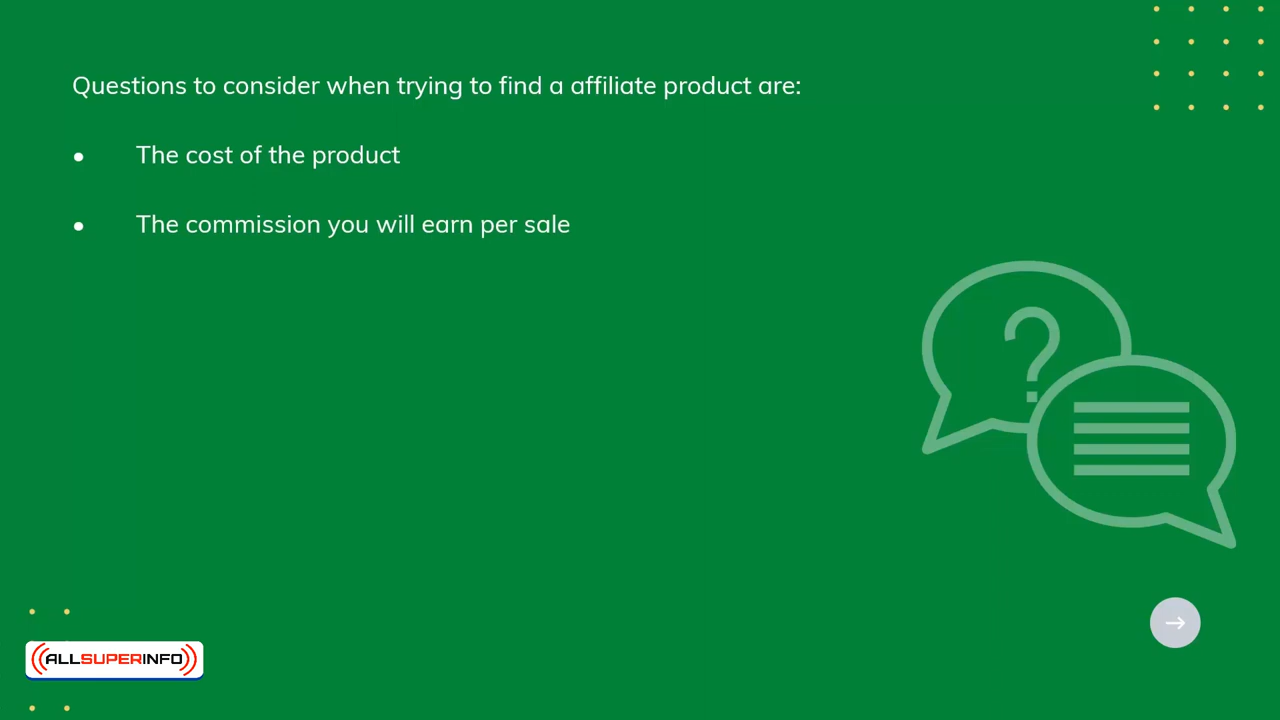 Questions to consider when trying to find a affiliate product are:
● The cost of the product
● The commission you will earn per sale
?
ALLSUPERINFO